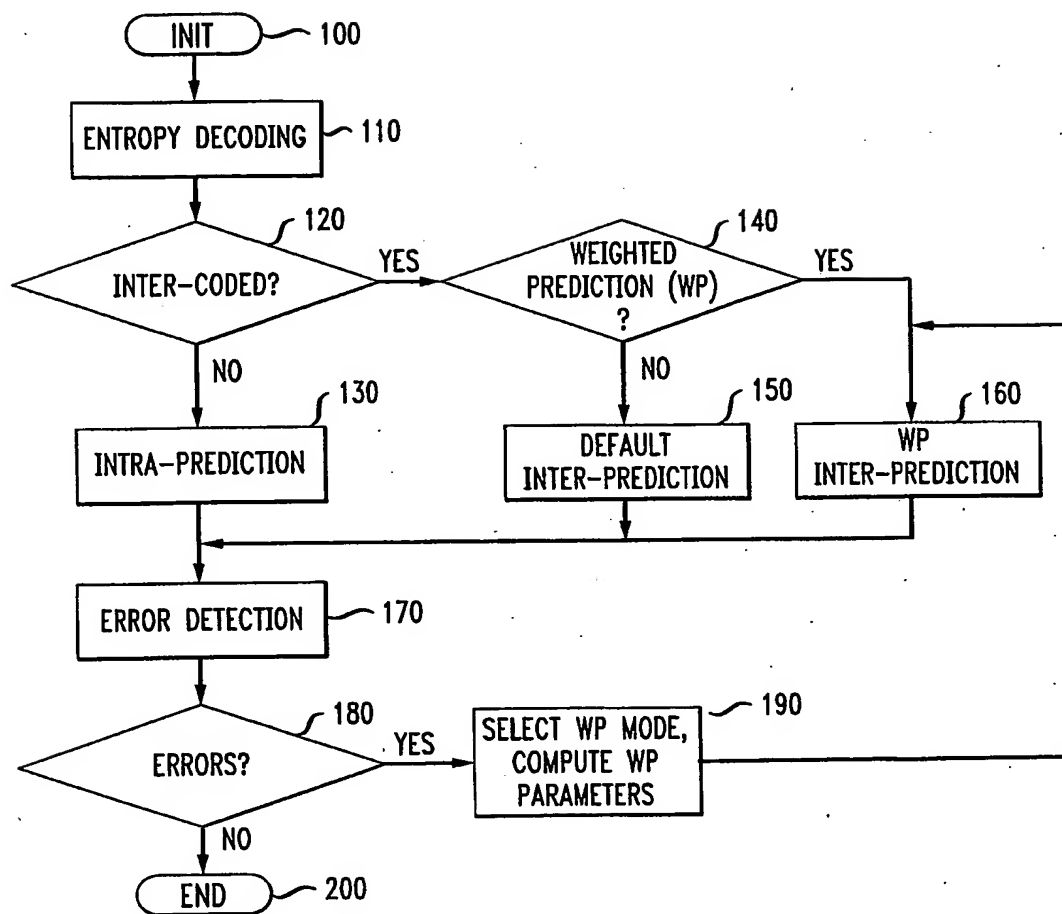 INIT
100
ENTROPY DECODING
110
120
INTER-CODED?
YES
140
WEIGHTED
PREDICTION (WP)
?
YES
NO
NO
130
INTRA-PREDICTION
150
DEFAULT
INTER-PREDICTION
160
WP
INTER-PREDICTION
ERROR DETECTION
170
180
ERRORS?
YES
190
SELECT WP MODE,
COMPUTE WP
PARAMETERS
NO
END
200